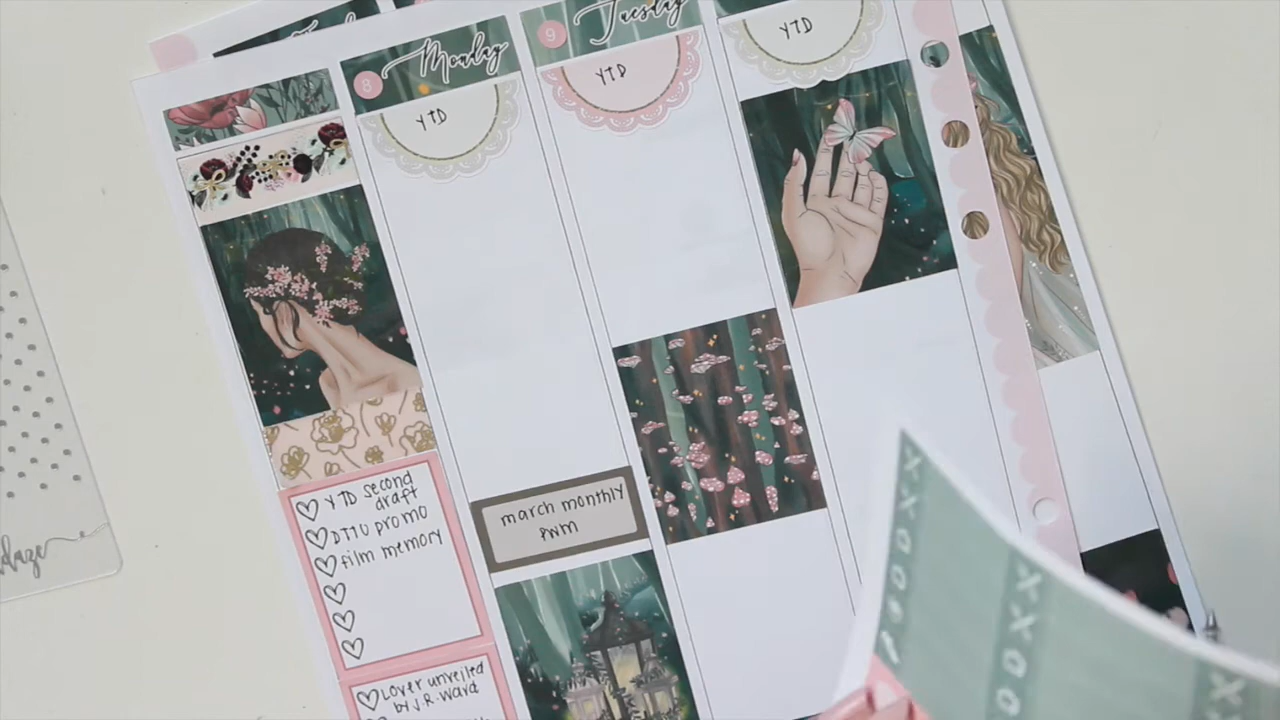 8 Monday
9 Tuesday
YTD
YTD
YTD
YTD second
draft
DTTU promo
film memory
march monthly
pwm
Lover unveiled
by J.R. Ward